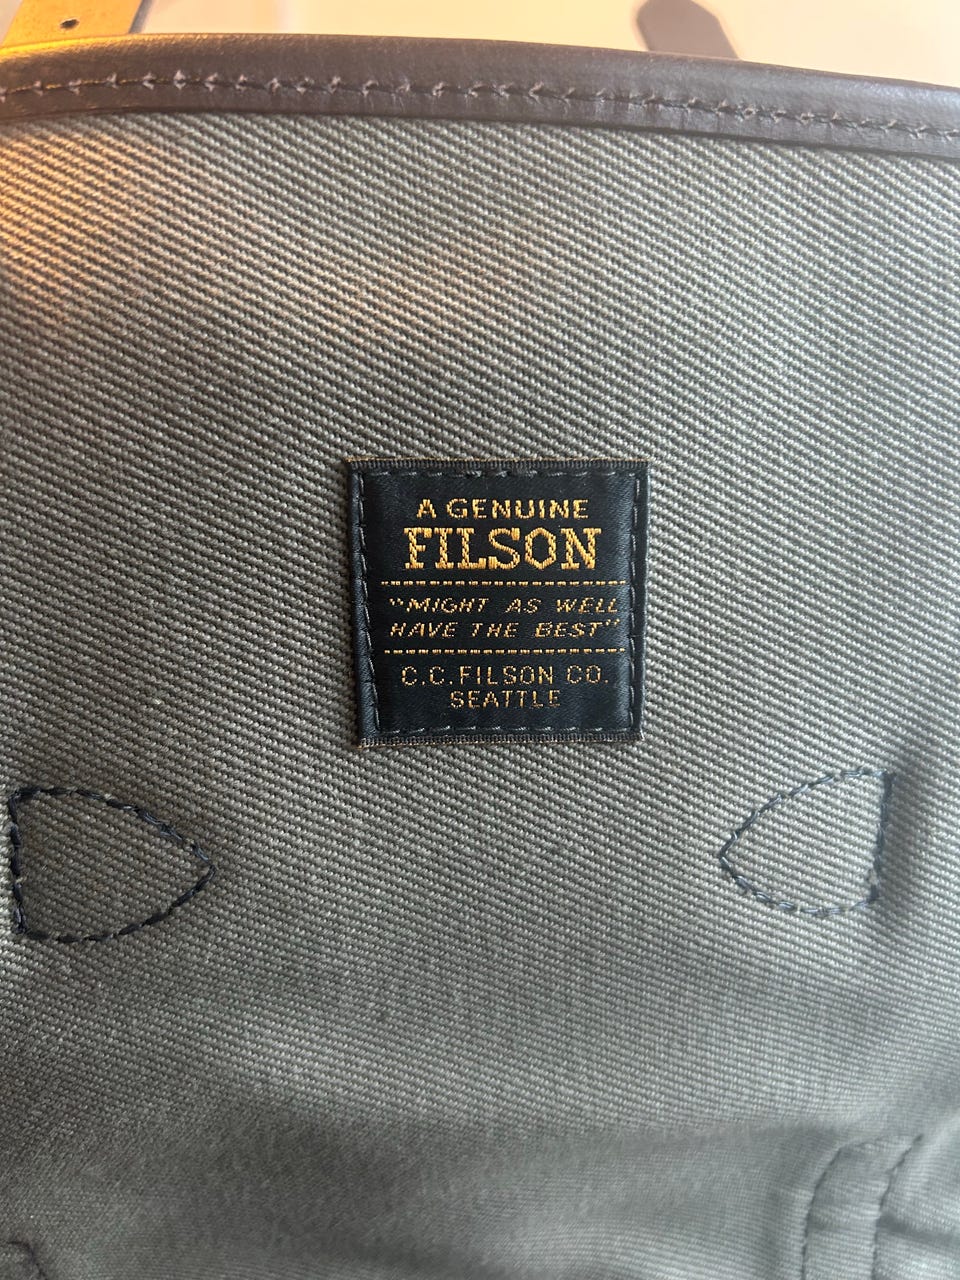 A GENUINE
FILSON
"MIGHT AS WELL
HAVE THE BEST"
C.C. FILSON CO.
SEATTLE